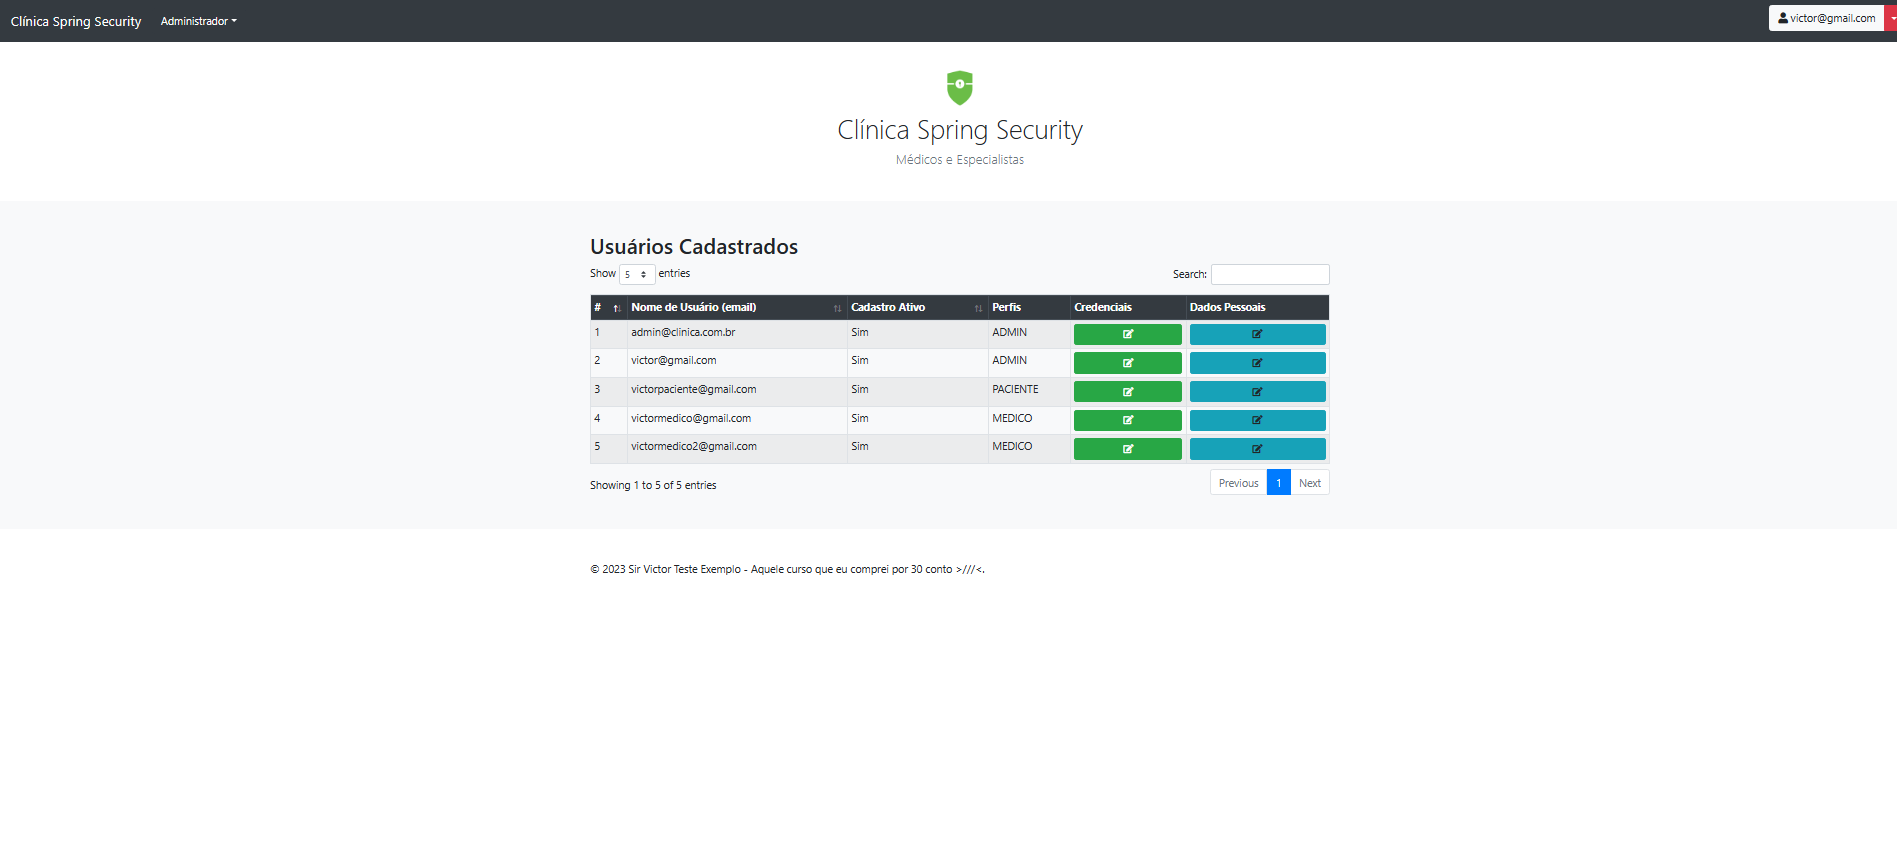 Clínica Spring Security Administrador victor@gmail.com
Clínica Spring Security
Médicos e Especialistas
Usuários Cadastrados
Show 5 entries Search:
# Nome de Usuário (email) Cadastro Ativo Perfis Credenciais Dados Pessoais
1 admin@clinica.com.br Sim ADMIN
2 victor@gmail.com Sim ADMIN
3 victorpaciente@gmail.com Sim PACIENTE
4 victormedico@gmail.com Sim MEDICO
5 victormedico2@gmail.com Sim MEDICO
Showing 1 to 5 of 5 entries Previous 1 Next
© 2023 Sir Victor Teste Exemplo - Aquele curso que eu comprei por 30 conto >///<.